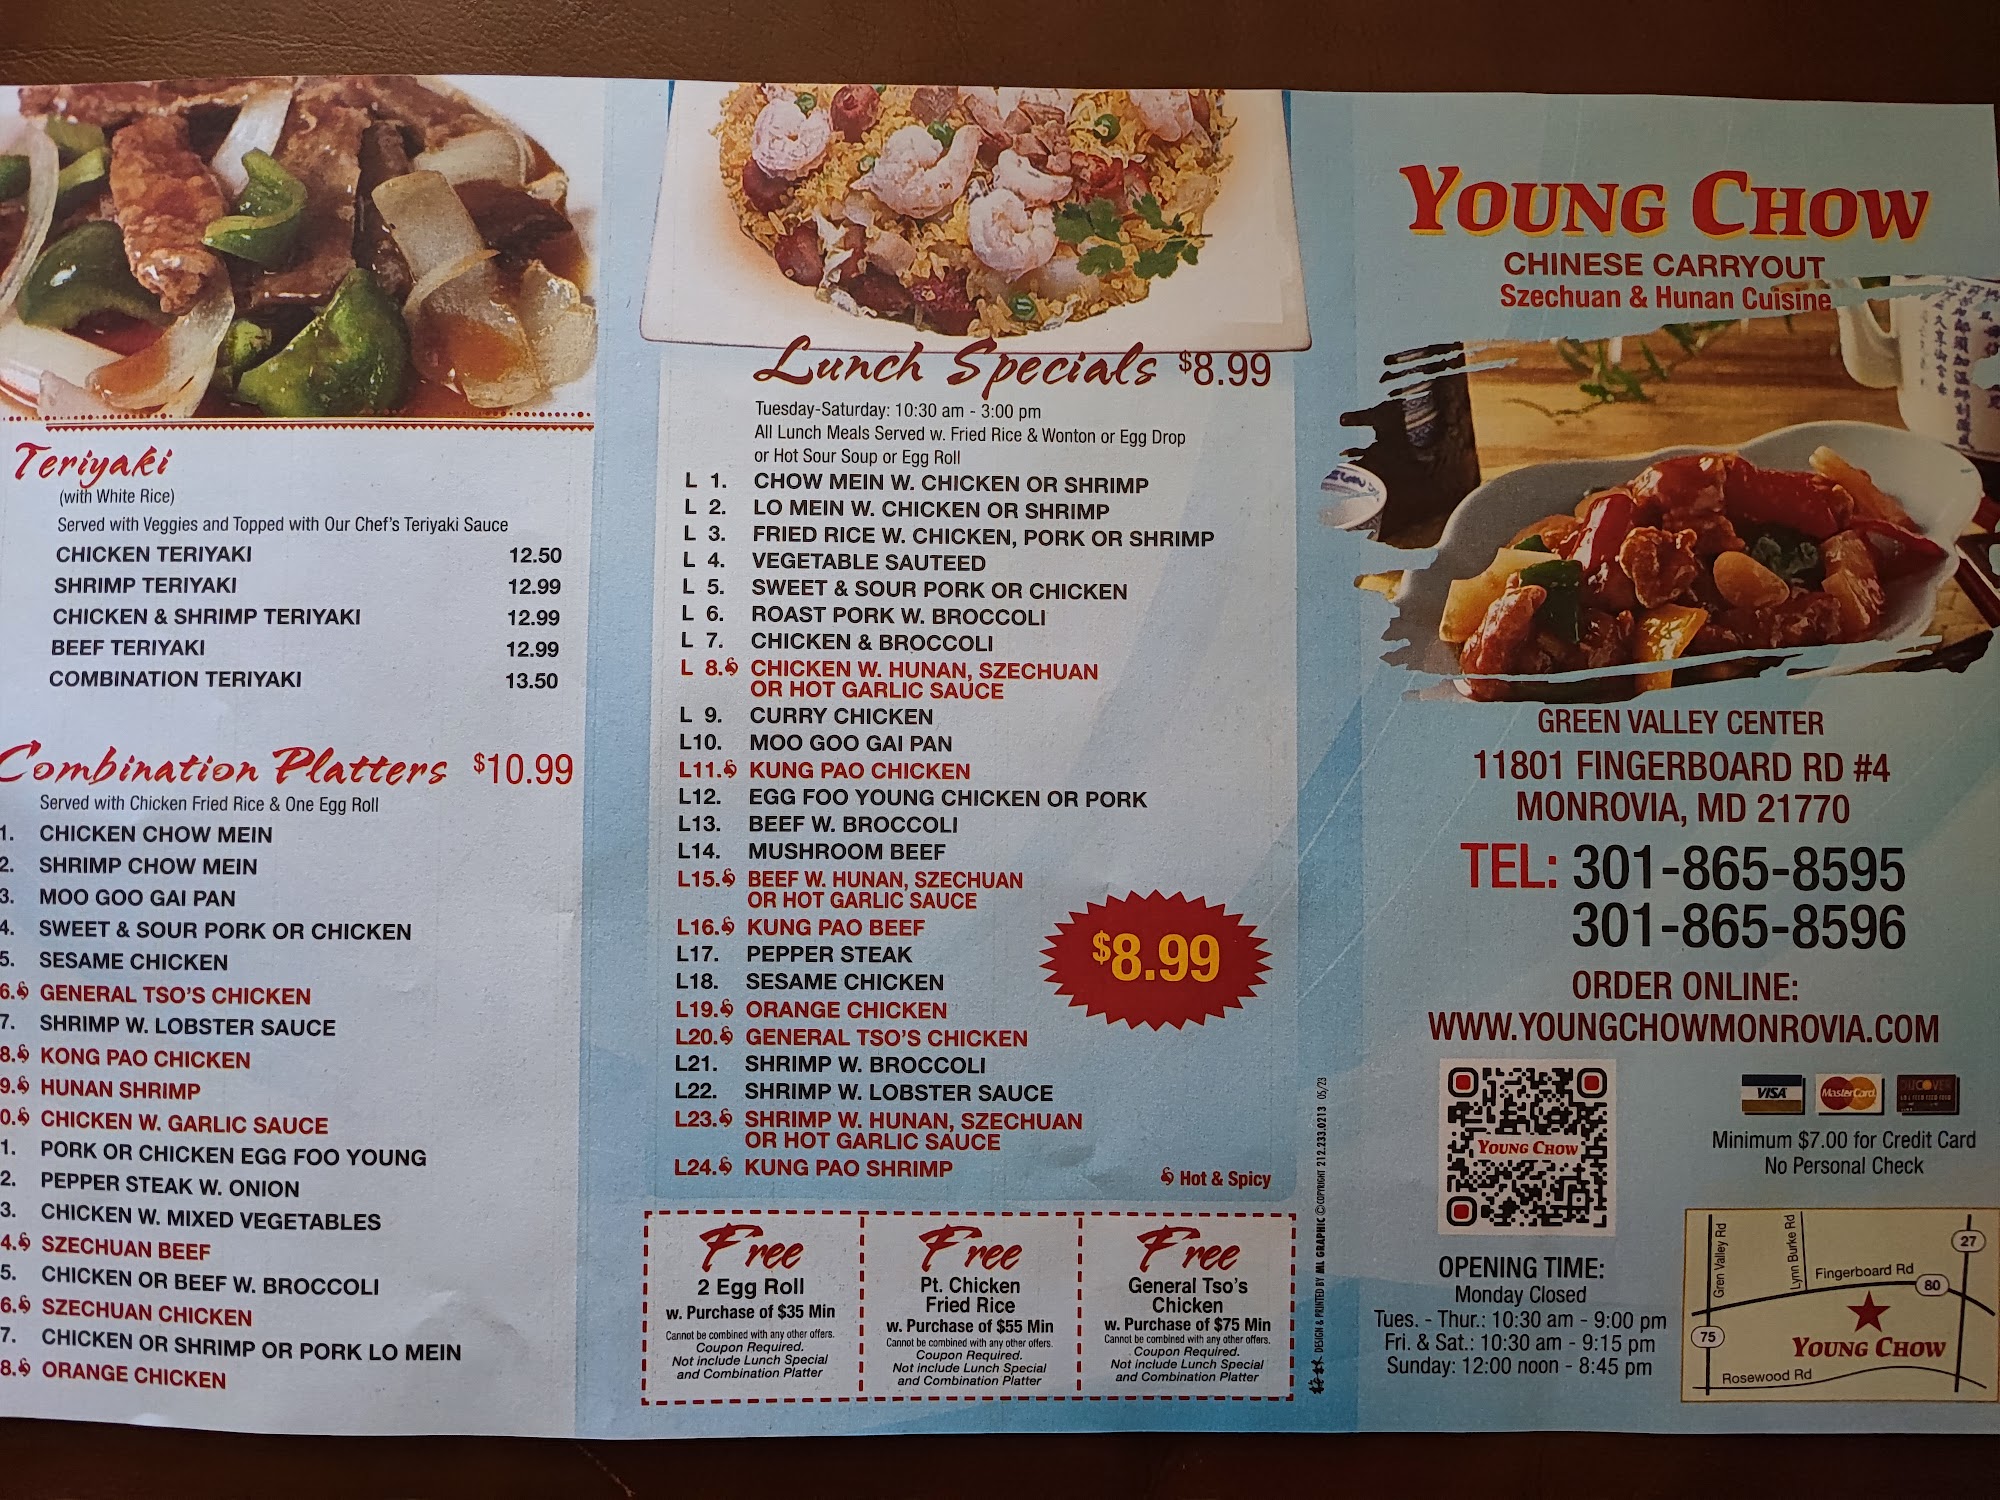 Teriyaki
(with White Rice)
Served with Veggies and Topped with Our Chef's Teriyaki Sauce
CHICKEN TERIYAKI 12.50
SHRIMP TERIYAKI 12.99
CHICKEN & SHRIMP TERIYAKI 12.99
BEEF TERIYAKI 12.99
COMBINATION TERIYAKI 13.50
Combination Platters $10.99
Served with Chicken Fried Rice & One Egg Roll
1. CHICKEN CHOW MEIN
2. SHRIMP CHOW MEIN
3. MOO GOO GAI PAN
4. SWEET & SOUR PORK OR CHICKEN
5. SESAME CHICKEN
6. GENERAL TSO'S CHICKEN
7. SHRIMP W. LOBSTER SAUCE
8. KONG PAO CHICKEN
9. HUNAN SHRIMP
0. CHICKEN W. GARLIC SAUCE
1. PORK OR CHICKEN EGG FOO YOUNG
2. PEPPER STEAK W. ONION
3. CHICKEN W. MIXED VEGETABLES
4. SZECHUAN BEEF
5. CHICKEN OR BEEF W. BROCCOLI
6. SZECHUAN CHICKEN
7. CHICKEN OR SHRIMP OR PORK LO MEIN
8. ORANGE CHICKEN
Lunch Specials $8.99
Tuesday-Saturday: 10:30 am - 3:00 pm
All Lunch Meals Served w. Fried Rice & Wonton or Egg Drop
or Hot Sour Soup or Egg Roll
L 1. CHOW MEIN W. CHICKEN OR SHRIMP
L 2. LO MEIN W. CHICKEN OR SHRIMP
L 3. FRIED RICE W. CHICKEN, PORK OR SHRIMP
L 4. VEGETABLE SAUTEED
L 5. SWEET & SOUR PORK OR CHICKEN
L 6. ROAST PORK W. BROCCOLI
L 7. CHICKEN & BROCCOLI
L 8. CHICKEN W. HUNAN, SZECHUAN
OR HOT GARLIC SAUCE
L 9. CURRY CHICKEN
L10. MOO GOO GAI PAN
L11. KUNG PAO CHICKEN
L12. EGG FOO YOUNG CHICKEN OR PORK
L13. BEEF W. BROCCOLI
L14. MUSHROOM BEEF
L15. BEEF W. HUNAN, SZECHUAN
OR HOT GARLIC SAUCE
L16. KUNG PAO BEEF
L17. PEPPER STEAK
L18. SESAME CHICKEN
L19. ORANGE CHICKEN
L20. GENERAL TSO'S CHICKEN
L21. SHRIMP W. BROCCOLI
L22. SHRIMP W. LOBSTER SAUCE
L23. SHRIMP W. HUNAN, SZECHUAN
OR HOT GARLIC SAUCE
L24. KUNG PAO SHRIMP
$8.99
Hot & Spicy
Free
2 Egg Roll
w. Purchase of $35 Min
Cannot be combined with any other offers.
Coupon Required.
Not include Lunch Special
and Combination Platter
Free
Pt. Chicken
Fried Rice
w. Purchase of $55 Min
Cannot be combined with any other offers.
Coupon Required.
Not include Lunch Special
and Combination Platter
Free
General Tso's
Chicken
w. Purchase of $75 Min
Cannot be combined with any other offers.
Coupon Required.
Not include Lunch Special
and Combination Platter
DESIGN & PRINTED BY ML GRAPHIC © COPYRIGHT 212.233.0213 05/23
YOUNG CHOW
CHINESE CARRYOUT
Szechuan & Hunan Cuisine
GREEN VALLEY CENTER
11801 FINGERBOARD RD #4
MONROVIA, MD 21770
TEL: 301-865-8595
301-865-8596
ORDER ONLINE:
WWW.YOUNGCHOWMONROVIA.COM
YOUNG CHOW
VISA MasterCard DISCOVER
Minimum $7.00 for Credit Card
No Personal Check
OPENING TIME:
Monday Closed
Tues. - Thur.: 10:30 am - 9:00 pm
Fri. & Sat.: 10:30 am - 9:15 pm
Sunday: 12:00 noon - 8:45 pm
Gren Valley Rd
Lynn Burke Rd
27
Fingerboard Rd
80
75
YOUNG CHOW
Rosewood Rd